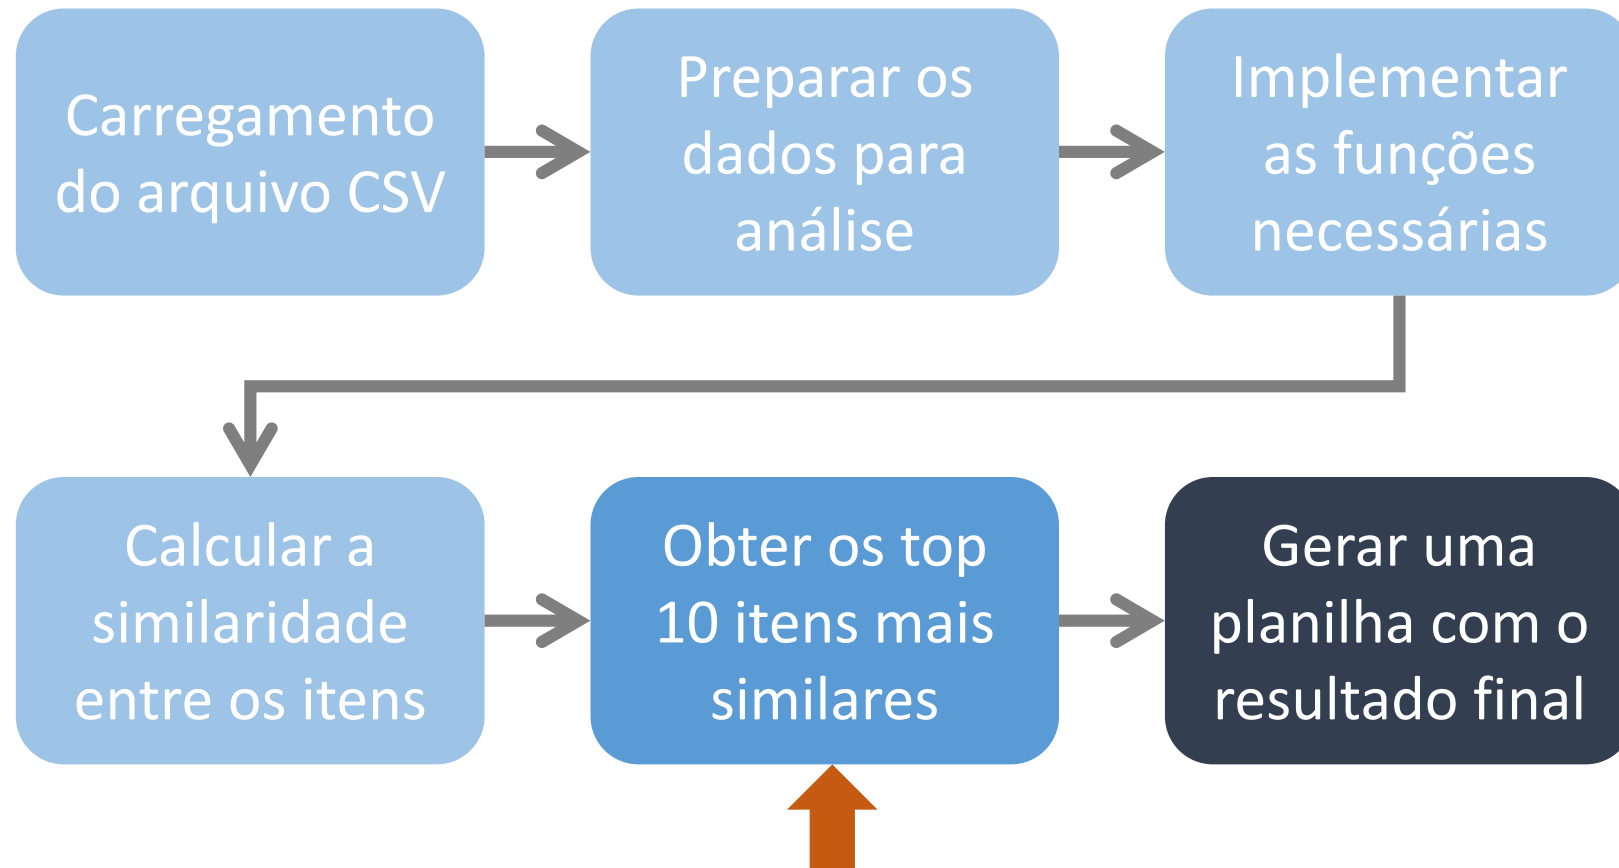 Carregamento
do arquivo CSV
Preparar os
dados para
análise
Implementar
as funções
necessárias
Calcular a
similaridade
entre os itens
Obter os top
10 itens mais
similares
Gerar uma
planilha com o
resultado final